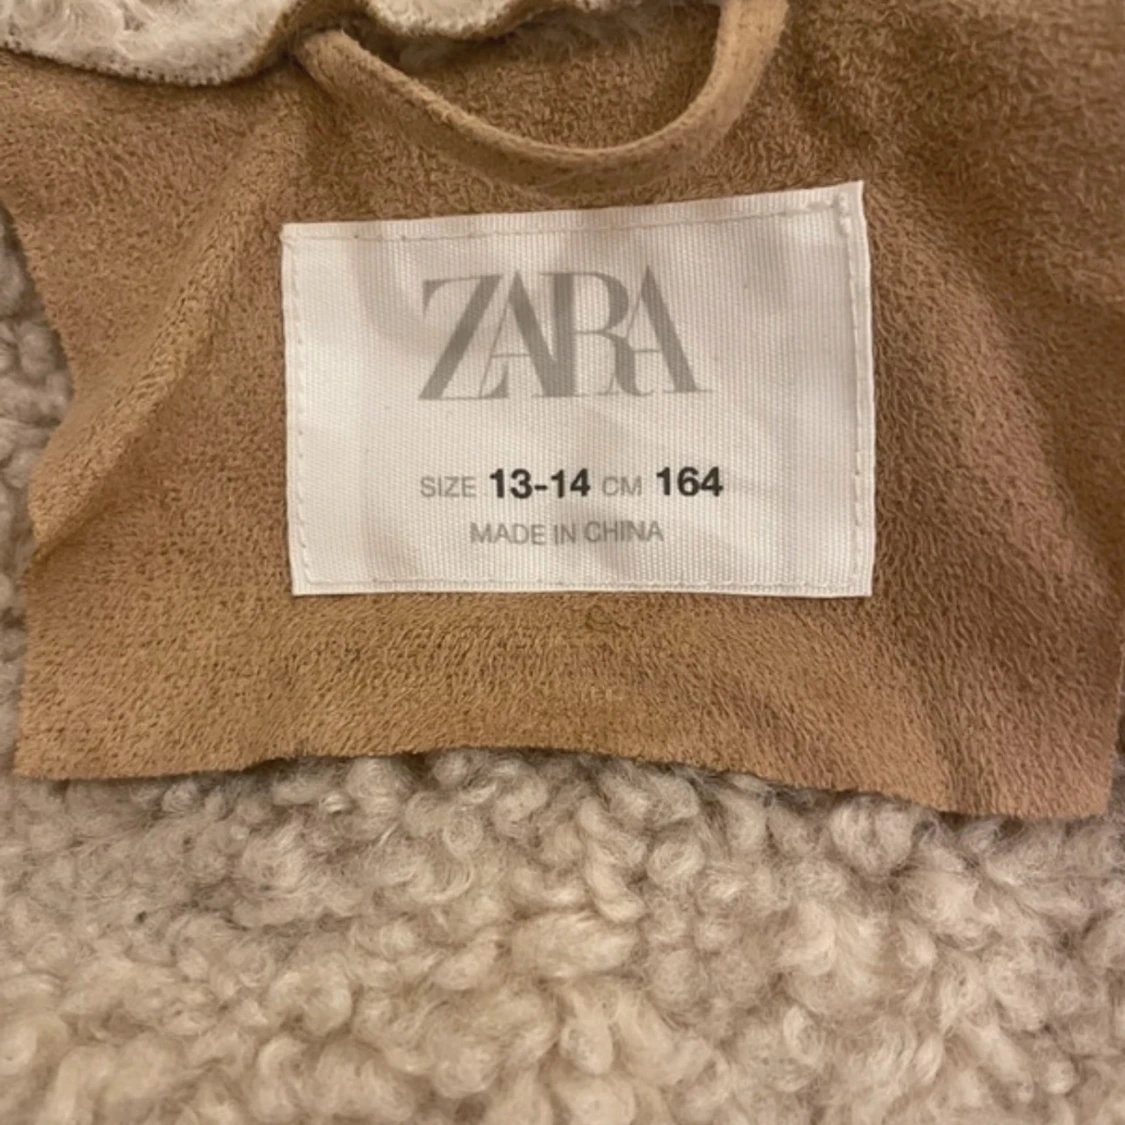 ZARA
SIZE 13-14 CM 164
MADE IN CHINA